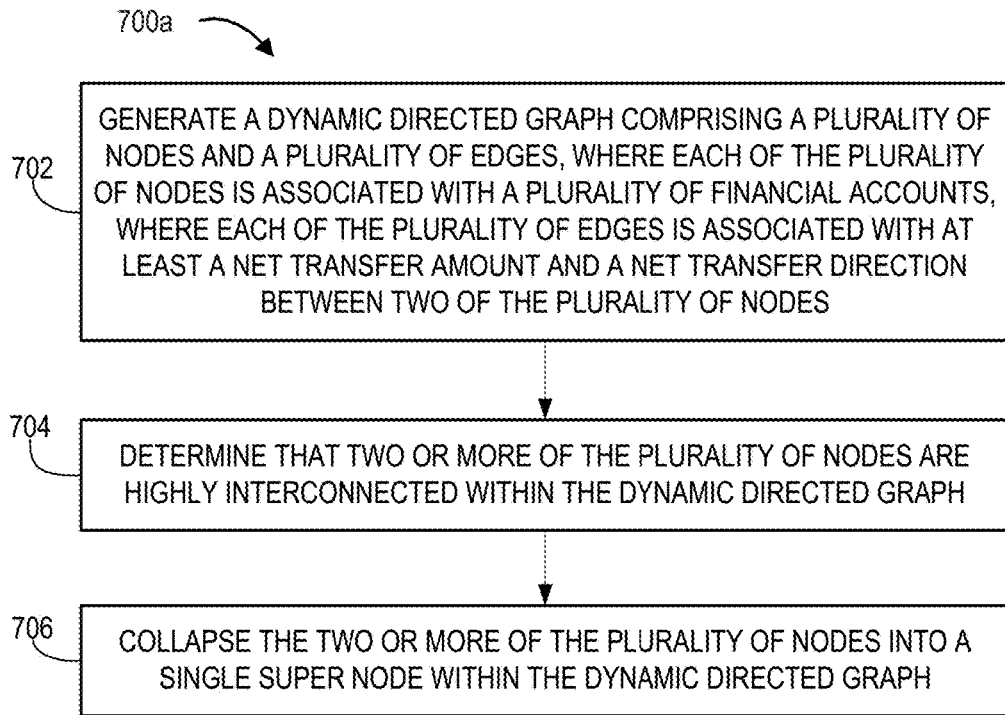 700a
702
GENERATE A DYNAMIC DIRECTED GRAPH COMPRISING A PLURALITY OF
NODES AND A PLURALITY OF EDGES, WHERE EACH OF THE PLURALITY
OF NODES IS ASSOCIATED WITH A PLURALITY OF FINANCIAL ACCOUNTS,
WHERE EACH OF THE PLURALITY OF EDGES IS ASSOCIATED WITH AT
LEAST A NET TRANSFER AMOUNT AND A NET TRANSFER DIRECTION
BETWEEN TWO OF THE PLURALITY OF NODES
704
DETERMINE THAT TWO OR MORE OF THE PLURALITY OF NODES ARE
HIGHLY INTERCONNECTED WITHIN THE DYNAMIC DIRECTED GRAPH
706
COLLAPSE THE TWO OR MORE OF THE PLURALITY OF NODES INTO A
SINGLE SUPER NODE WITHIN THE DYNAMIC DIRECTED GRAPH